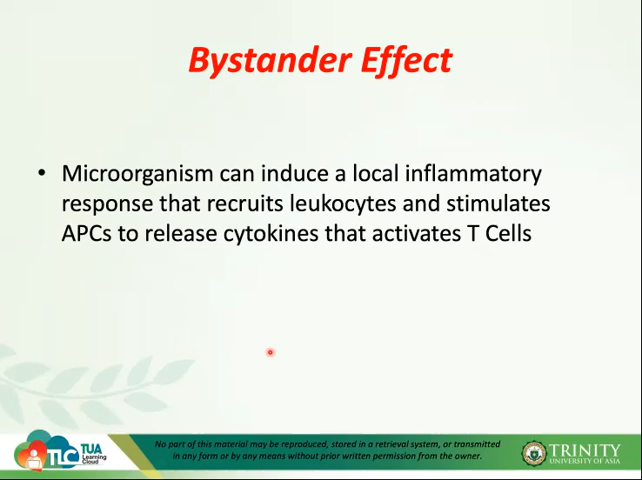 Bystander Effect
• Microorganism can induce a local inflammatory
response that recruits leukocytes and stimulates
APCs to release cytokines that activates T Cells
TLC TUA
Learning
Cloud
No part of this material may be reproduced, stored in a retrieval system, or transmitted
in any form or by any means without prior written permission from the owner.
TRINITY
UNIVERSITY OF ASIA